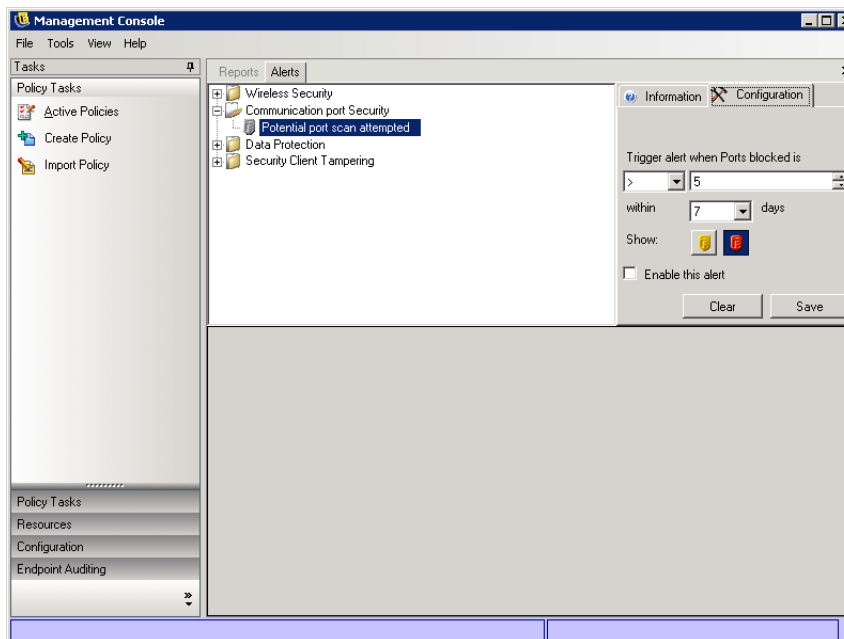 Management Console
File Tools View Help
Tasks
Policy Tasks
Active Policies
Create Policy
Import Policy
Policy Tasks
Resources
Configuration
Endpoint Auditing
Reports Alerts
Wireless Security
Communication port Security
Potential port scan attempted
Data Protection
Security Client Tampering
Information Configuration
Trigger alert when Ports blocked is
> 5
within 7 days
Show:
Enable this alert
Clear Save